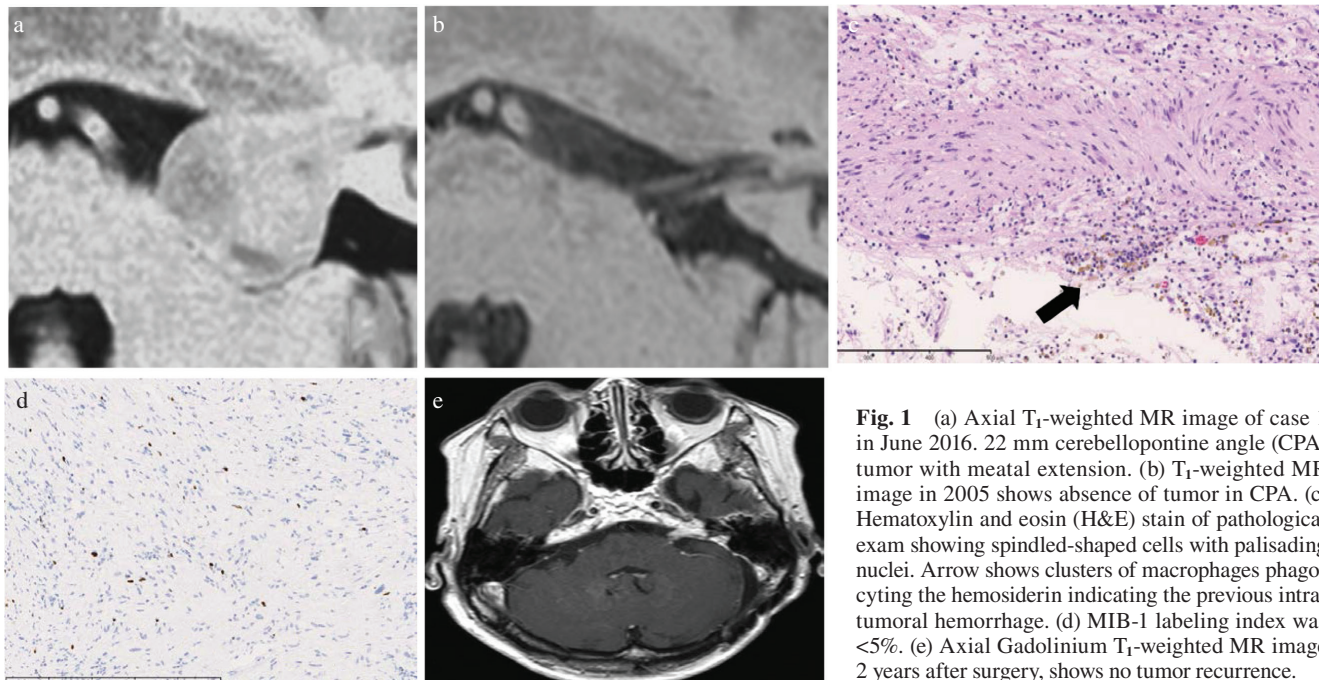 a
b
c
d
e
Fig. 1 (a) Axial T₁-weighted MR image of case 1
in June 2016. 22 mm cerebellopontine angle (CPA)
tumor with meatal extension. (b) T₁-weighted MR
image in 2005 shows absence of tumor in CPA. (c)
Hematoxylin and eosin (H&E) stain of pathological
exam showing spindled-shaped cells with palisading
nuclei. Arrow shows clusters of macrophages phago-
cyting the hemosiderin indicating the previous intra-
tumoral hemorrhage. (d) MIB-1 labeling index was
<5%. (e) Axial Gadolinium T₁-weighted MR image,
2 years after surgery, shows no tumor recurrence.